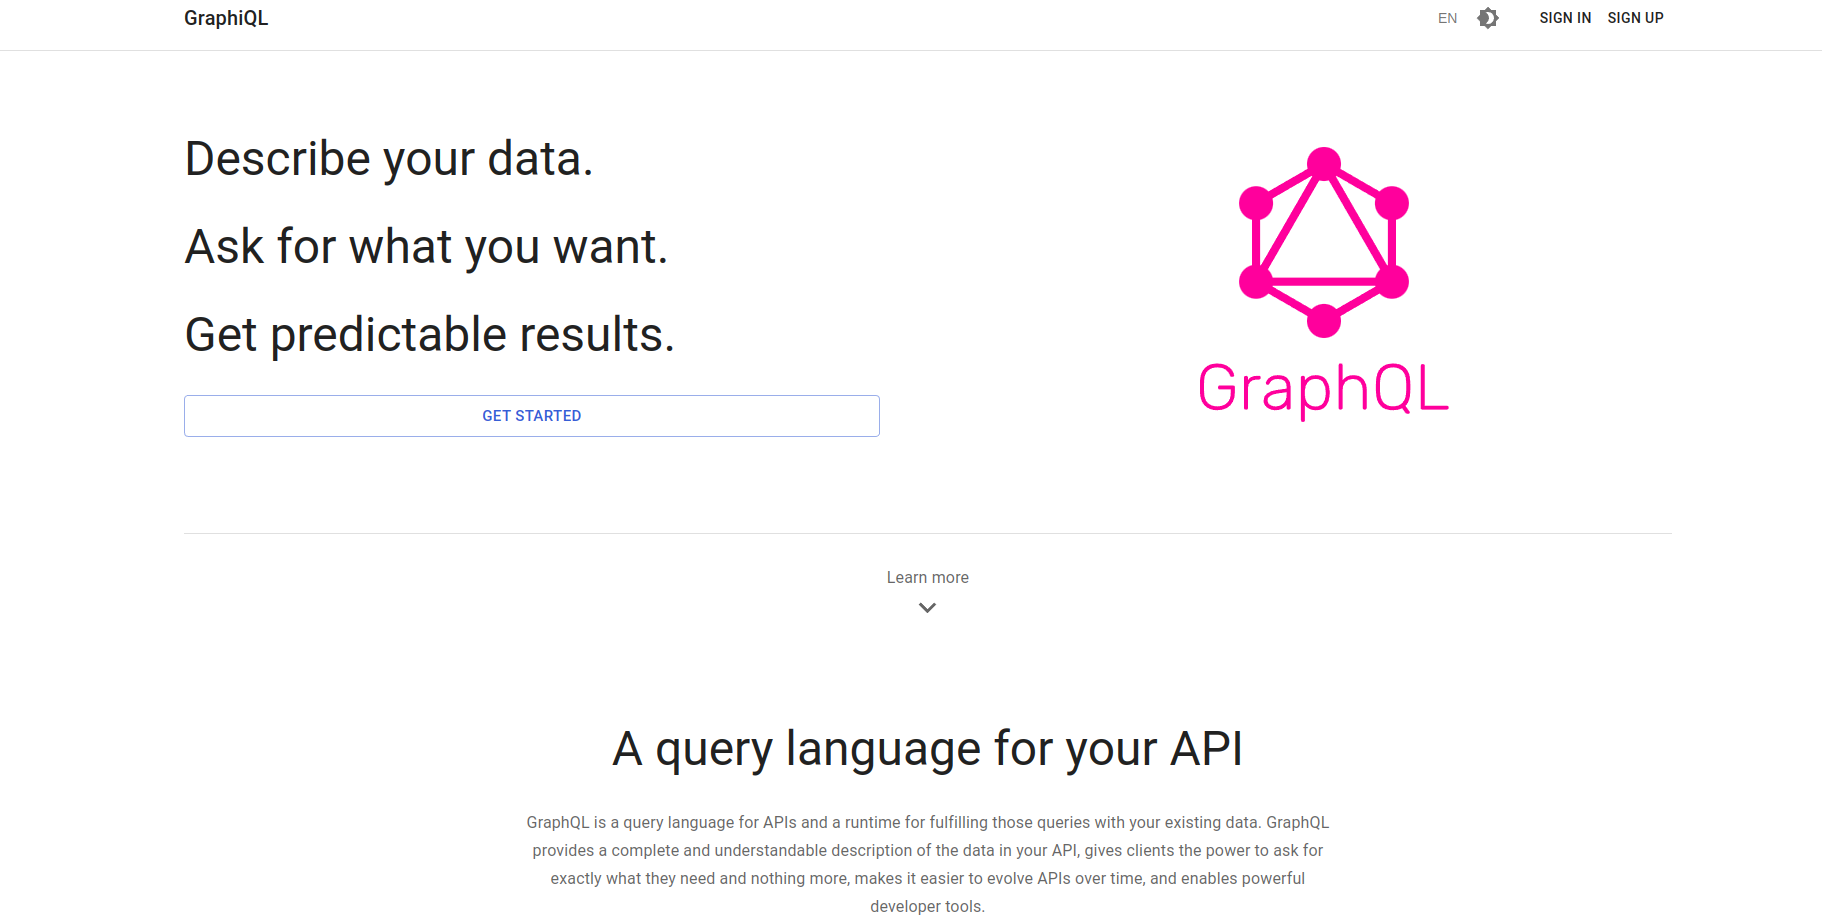 GraphiQL
EN
SIGN IN
SIGN UP
Describe your data.
Ask for what you want.
Get predictable results.
GET STARTED
GraphQL
Learn more
A query language for your API
GraphQL is a query language for APIs and a runtime for fulfilling those queries with your existing data. GraphQL
provides a complete and understandable description of the data in your API, gives clients the power to ask for
exactly what they need and nothing more, makes it easier to evolve APIs over time, and enables powerful
developer tools.